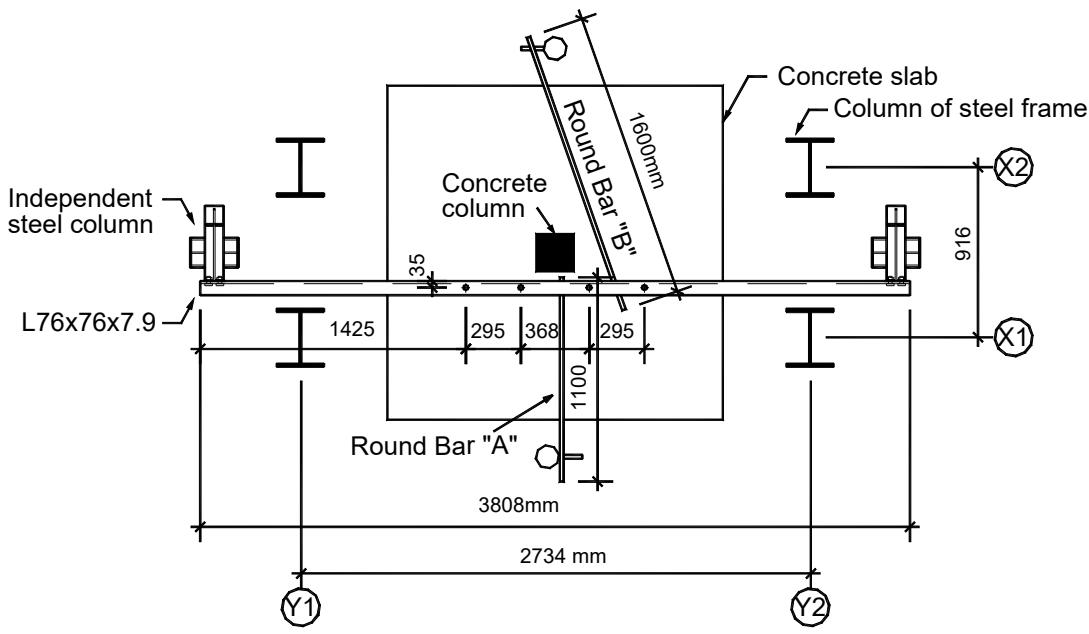 Concrete slab
Column of steel frame
Round Bar "B"
1600mm
X2
Independent
steel column
Concrete
column
35
916
L76x76x7.9
1425
295
368
295
X1
1100
Round Bar "A"
3808mm
2734 mm
Y1
Y2